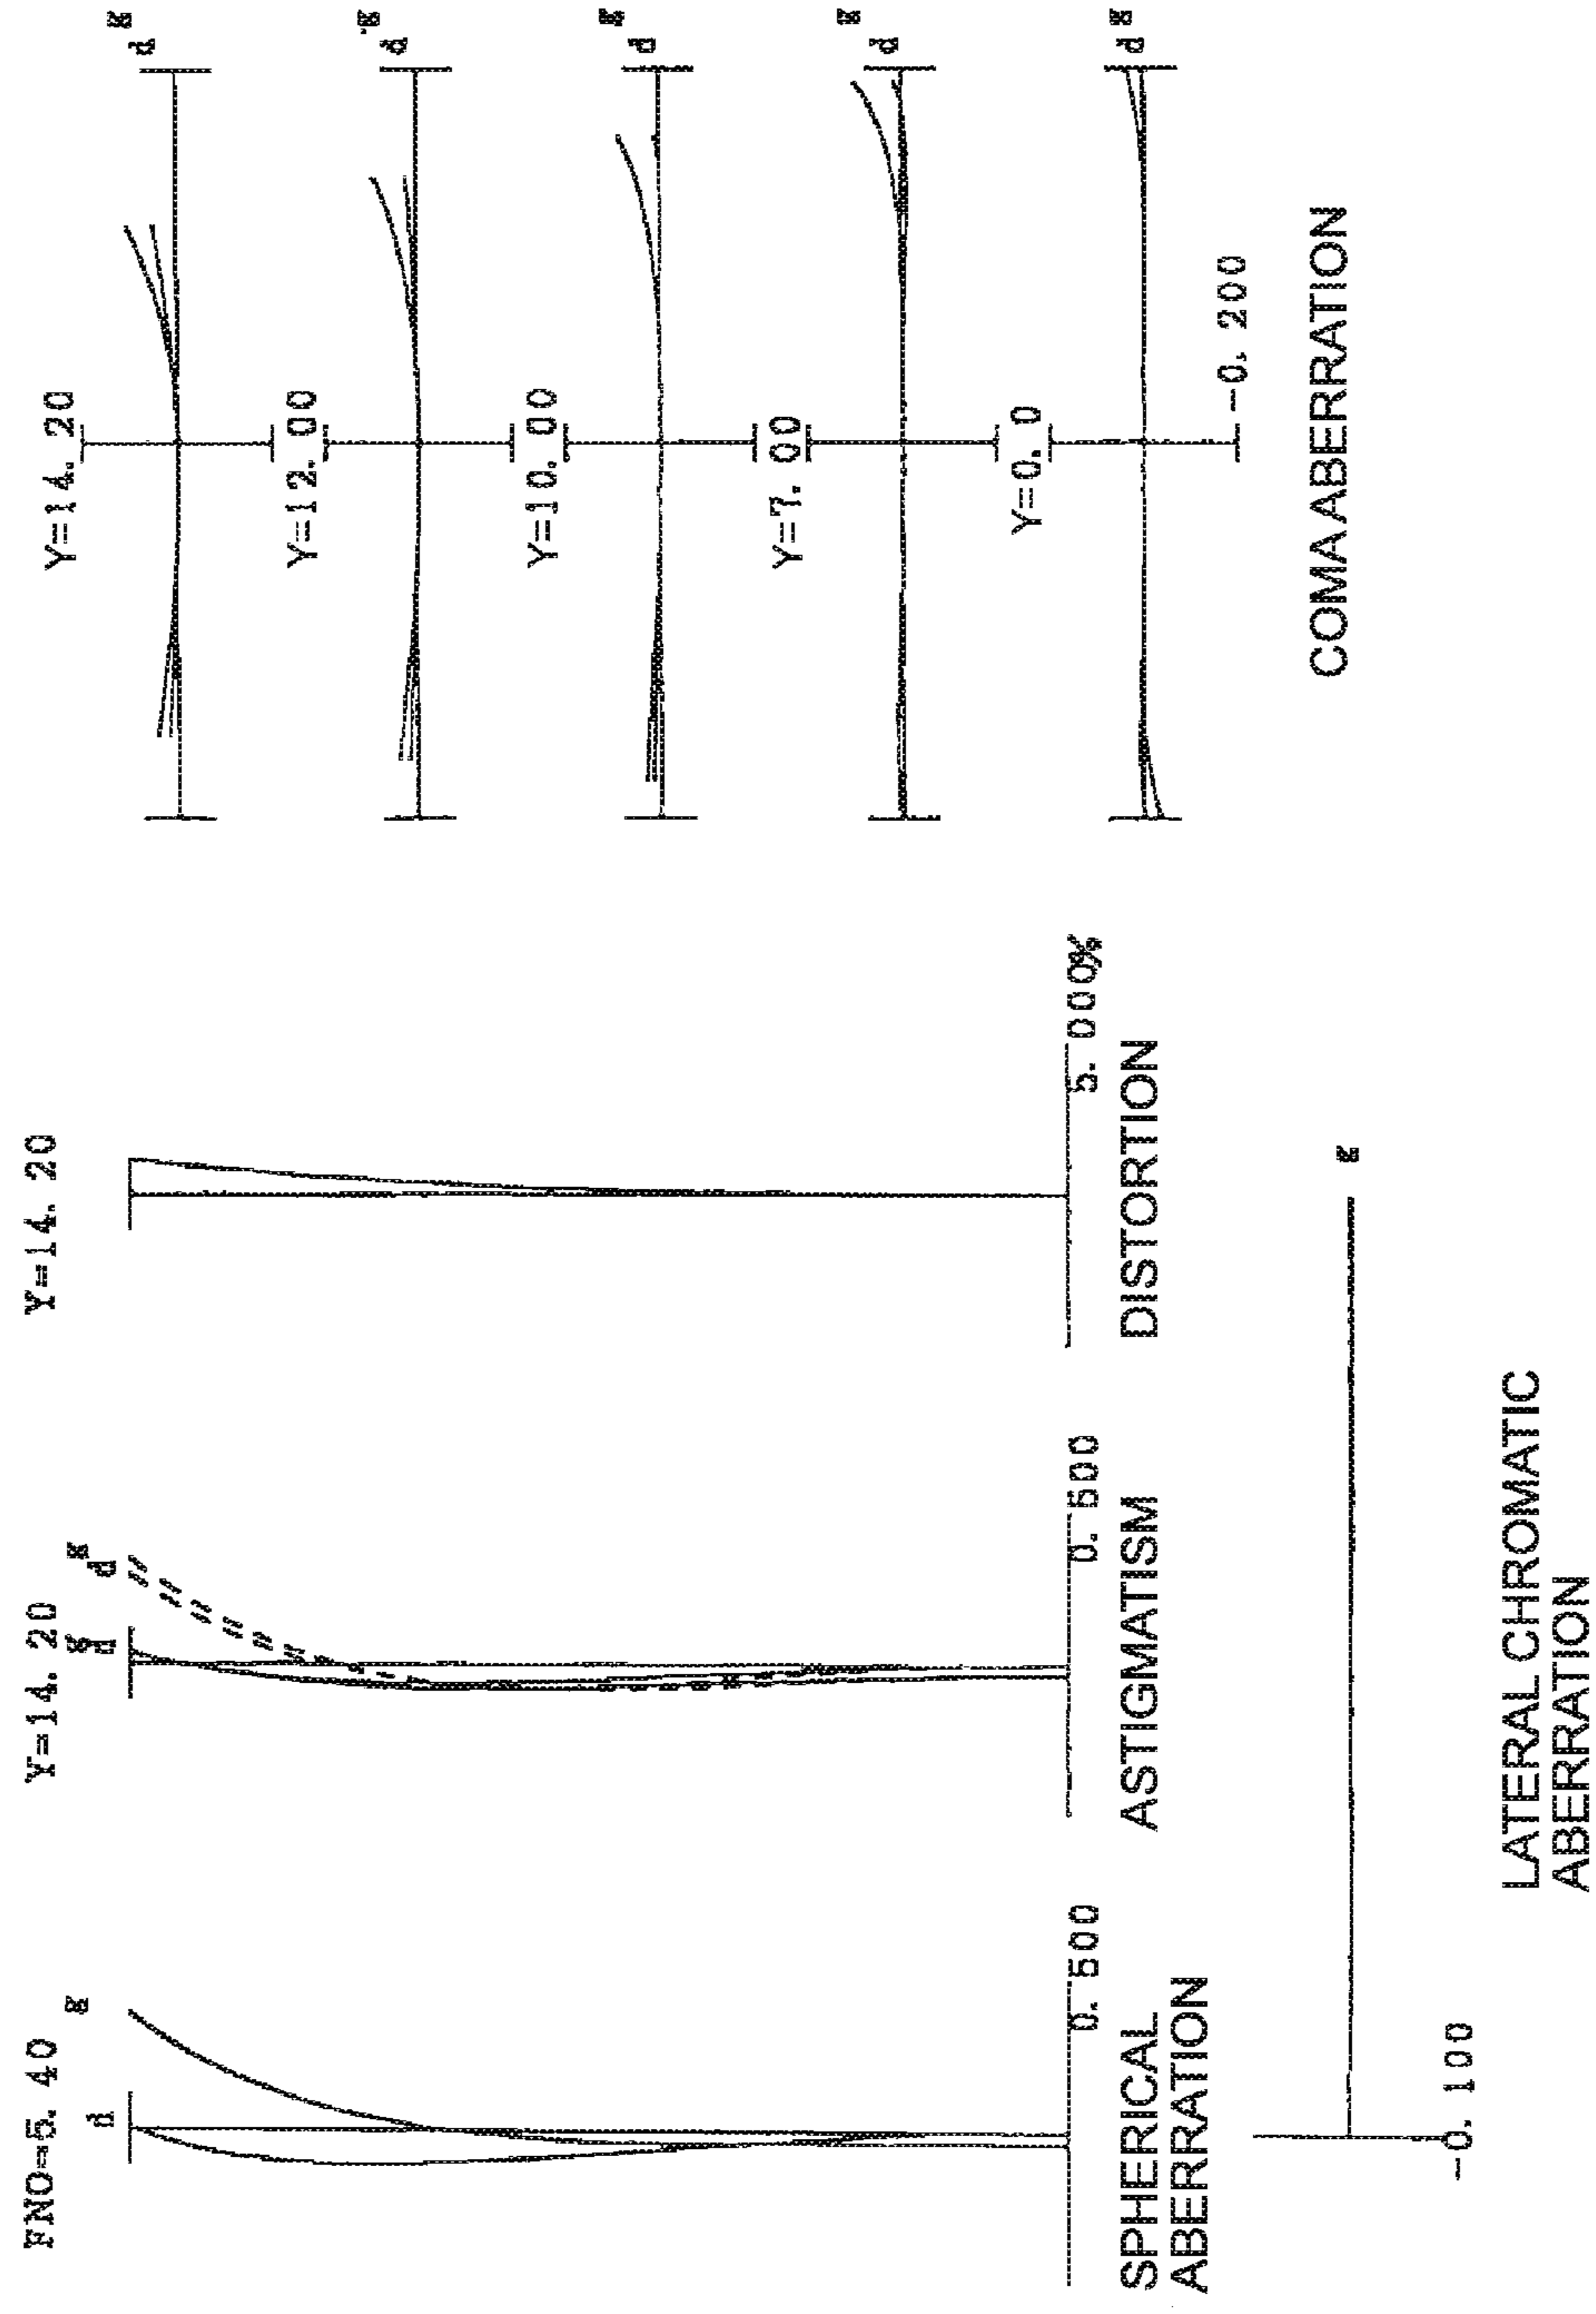 FNO=5.40
d
g
0.500
SPHERICAL
ABERRATION
Y=14.20
g
d
g
d
0.500
ASTIGMATISM
Y=14.20
5.000%
DISTORTION
Y=14.20
g
d
Y=12.00
g
d
Y=10.00
g
d
Y=7.00
g
d
Y=0.0
g
d
-0.200
COMA ABERRATION
g
-0.100
LATERAL CHROMATIC
ABERRATION